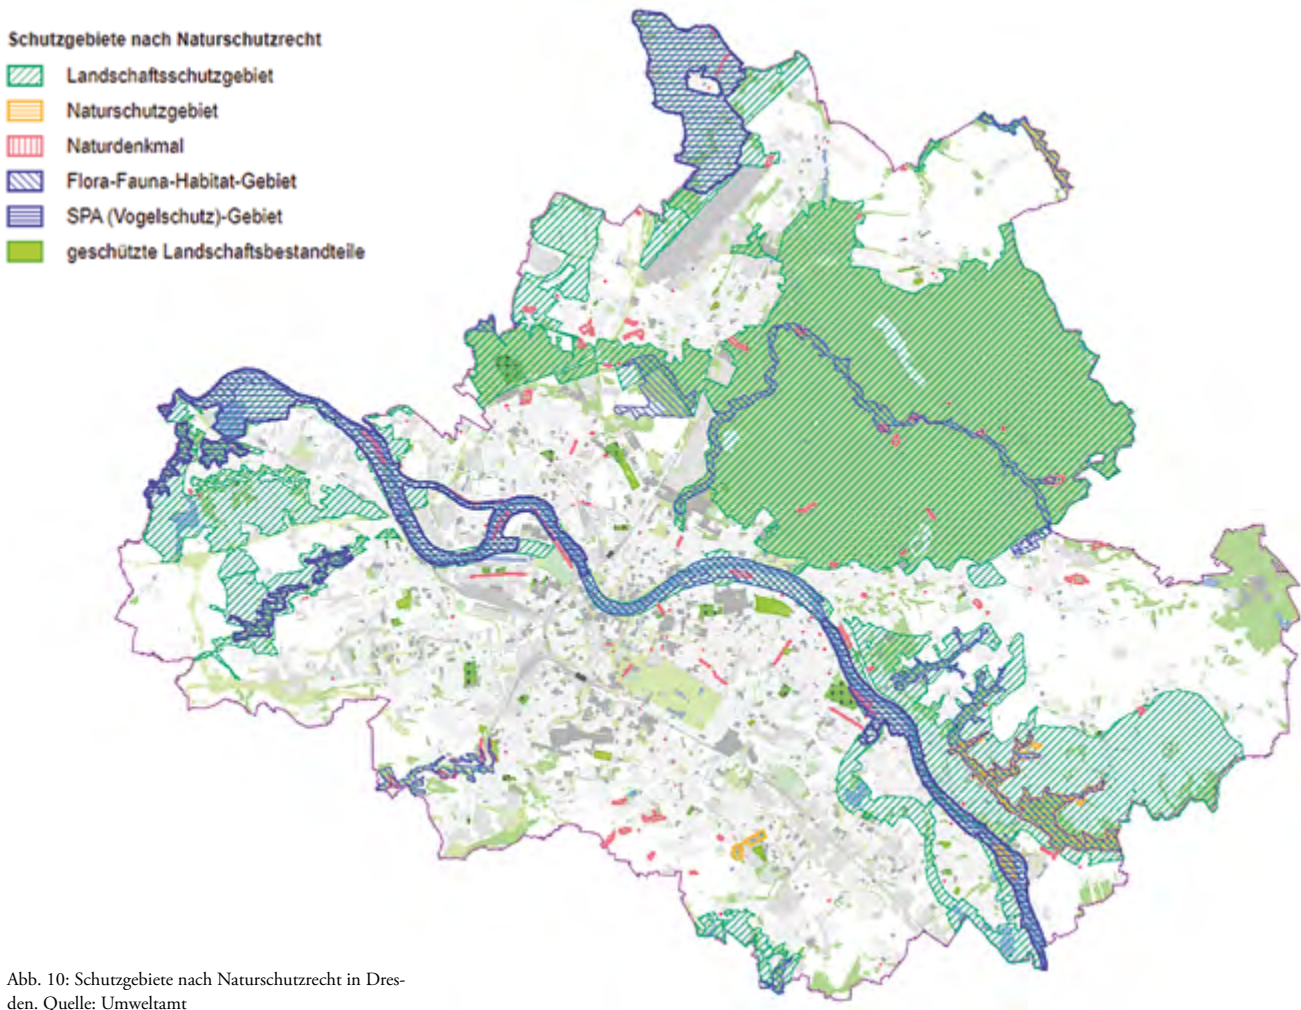 Schutzgebiete nach Naturschutzrecht
Landschaftsschutzgebiet
Naturschutzgebiet
Naturdenkmal
Flora-Fauna-Habitat-Gebiet
SPA (Vogelschutz)-Gebiet
geschützte Landschaftsbestandteile
Abb. 10: Schutzgebiete nach Naturschutzrecht in Dres-
den. Quelle: Umweltamt